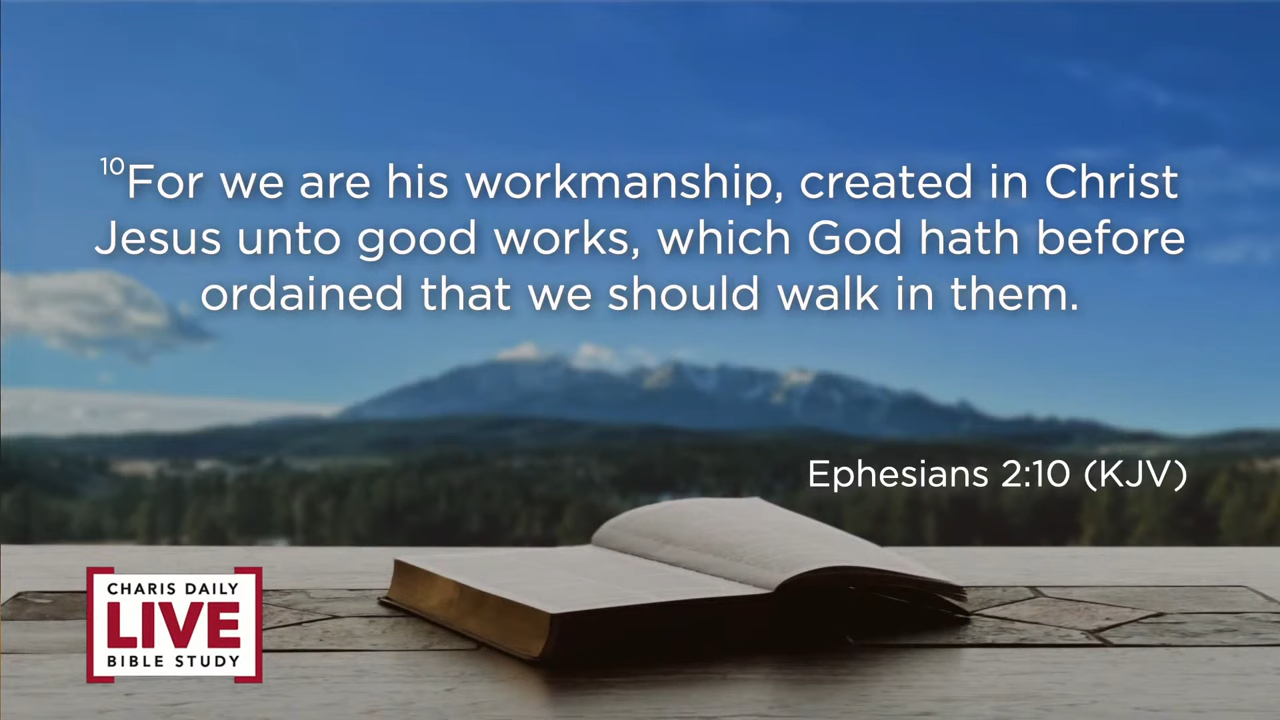 10For we are his workmanship, created in Christ
Jesus unto good works, which God hath before
ordained that we should walk in them.
Ephesians 2:10 (KJV)
CHARIS DAILY
LIVE
BIBLE STUDY